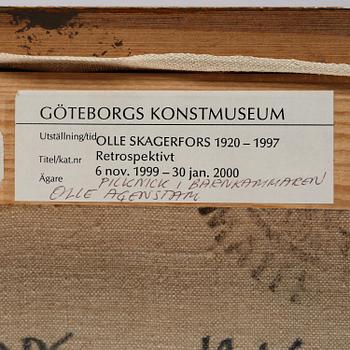 GÖTEBORGS KONSTMUSEUM
Utställning/tid OLLE SKAGERFORS 1920 – 1997
Titel/kat.nr Retrospektivt
6 nov. 1999 – 30 jan. 2000
Ägare PICKNICK I BARNKAMMAREN
OLLE AGENSTAM